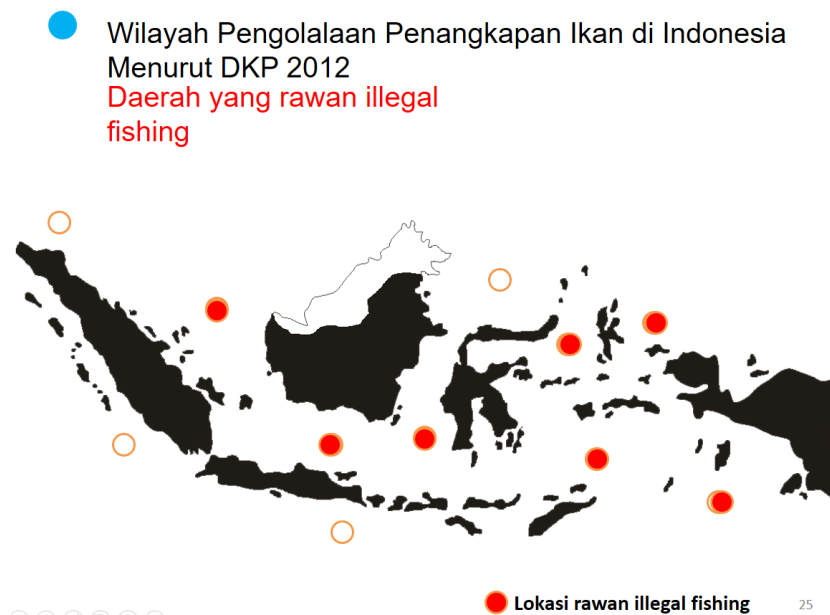 Wilayah Pengolalaan Penangkapan Ikan di Indonesia
Menurut DKP 2012
Daerah yang rawan illegal
fishing
Lokasi rawan illegal fishing
25